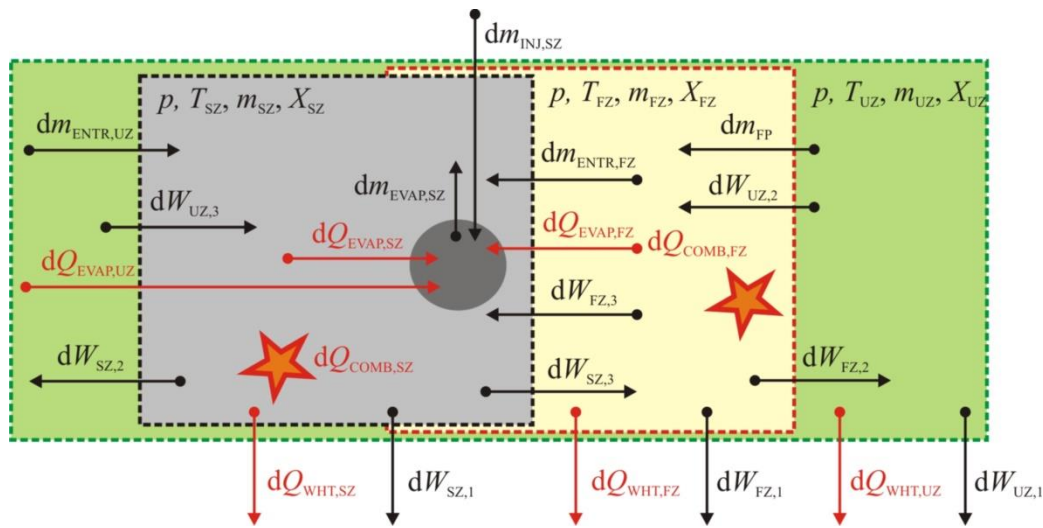 dm_INJ,SZ
p, T_SZ, m_SZ, X_SZ
p, T_FZ, m_FZ, X_FZ
p, T_UZ, m_UZ, X_UZ
dm_ENTR,UZ
dm_FP
dm_ENTR,FZ
dm_EVAP,SZ
dW_UZ,3
dW_UZ,2
dQ_EVAP,SZ
dQ_EVAP,FZ
dQ_COMB,FZ
dQ_EVAP,UZ
dW_FZ,3
dW_SZ,2
dQ_COMB,SZ
dW_SZ,3
dW_FZ,2
dQ_WHT,SZ
dW_SZ,1
dQ_WHT,FZ
dW_FZ,1
dQ_WHT,UZ
dW_UZ,1